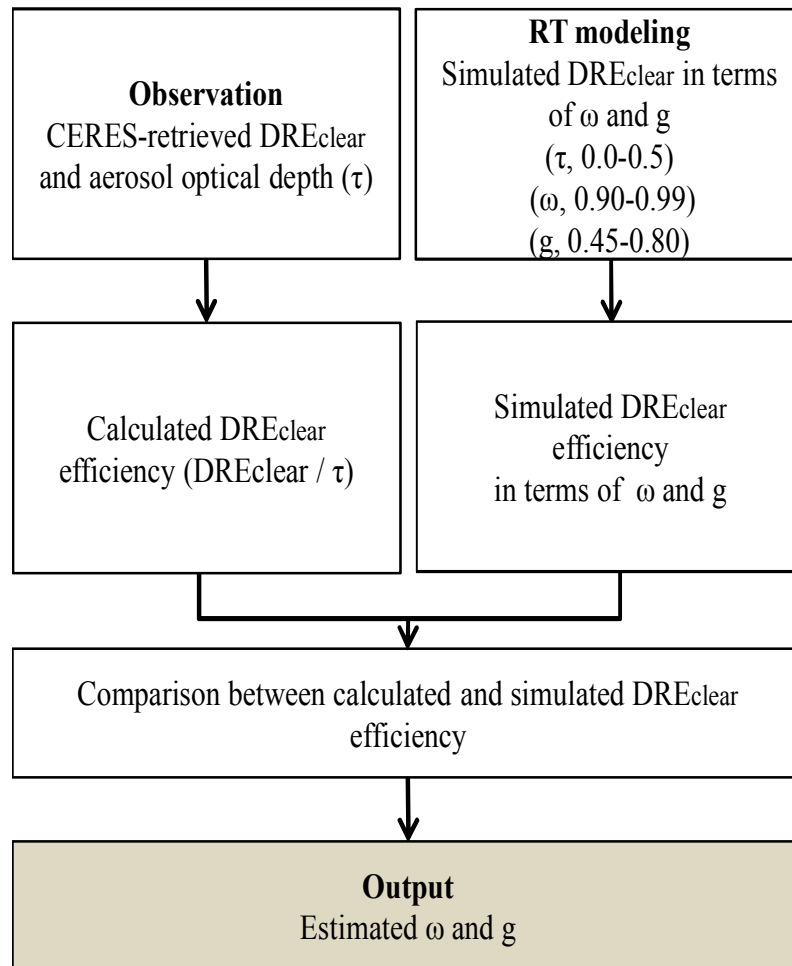 Observation
CERES-retrieved DREclear
and aerosol optical depth (τ)
RT modeling
Simulated DREclear in terms
of ω and g
(τ, 0.0-0.5)
(ω, 0.90-0.99)
(g, 0.45-0.80)
Calculated DREclear
efficiency (DREclear / τ)
Simulated DREclear
efficiency
in terms of ω and g
Comparison between calculated and simulated DREclear
efficiency
Output
Estimated ω and g